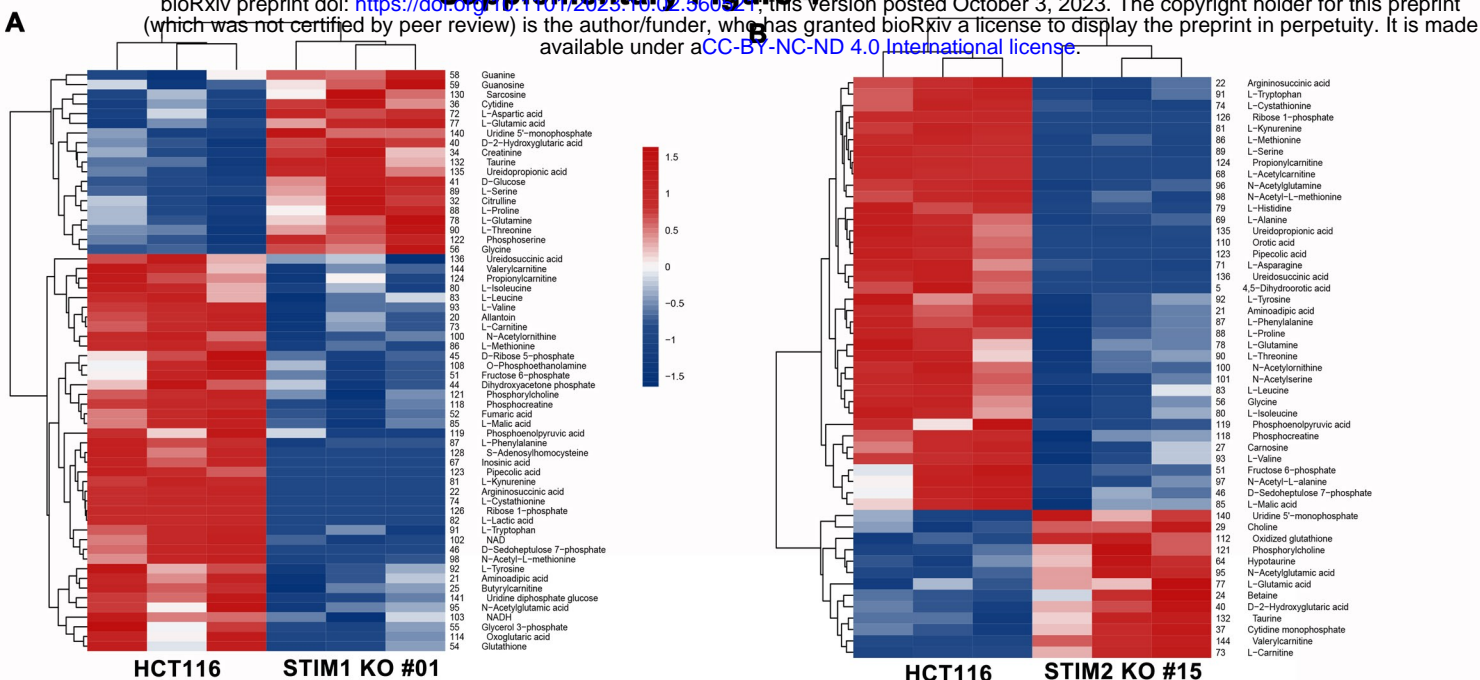 bioRxiv preprint doi: https://doi.org/10.1101/2023.10.02.560521; this version posted October 3, 2023. The copyright holder for this preprint
(which was not certified by peer review) is the author/funder, who has granted bioRxiv a license to display the preprint in perpetuity. It is made
available under aCC-BY-NC-ND 4.0 International license.
A
58 Guanine
59 Guanosine
130 Sarcosine
36 Cytidine
72 L−Aspartic acid
77 L−Glutamic acid
140 Uridine 5'−monophosphate
40 D−2−Hydroxyglutaric acid
34 Creatinine
132 Taurine
135 Ureidopropionic acid
41 D−Glucose
89 L−Serine
32 Citrulline
88 L−Proline
78 L−Glutamine
90 L−Threonine
122 Phosphoserine
56 Glycine
136 Ureidosuccinic acid
144 Valerylcarnitine
124 Propionylcarnitine
80 L−Isoleucine
83 L−Leucine
93 L−Valine
20 Allantoin
73 L−Carnitine
100 N−Acetylornithine
86 L−Methionine
45 D−Ribose 5−phosphate
108 O−Phosphoethanolamine
51 Fructose 6−phosphate
44 Dihydroxyacetone phosphate
121 Phosphorylcholine
118 Phosphocreatine
52 Fumaric acid
85 L−Malic acid
119 Phosphoenolpyruvic acid
87 L−Phenylalanine
128 S−Adenosylhomocysteine
67 Inosinic acid
123 Pipecolic acid
81 L−Kynurenine
22 Argininosuccinic acid
74 L−Cystathionine
126 Ribose 1−phosphate
82 L−Lactic acid
91 L−Tryptophan
102 NAD
46 D−Sedoheptulose 7−phosphate
98 N−Acetyl−L−methionine
92 L−Tyrosine
21 Aminoadipic acid
25 Butyrylcarnitine
141 Uridine diphosphate glucose
95 N−Acetylglutamic acid
103 NADH
55 Glycerol 3−phosphate
114 Oxoglutaric acid
54 Glutathione
HCT116 STIM1 KO #01
1.5
1
0.5
0
−0.5
−1
−1.5
B
22 Argininosuccinic acid
91 L−Tryptophan
74 L−Cystathionine
126 Ribose 1−phosphate
81 L−Kynurenine
86 L−Methionine
89 L−Serine
124 Propionylcarnitine
68 L−Acetylcarnitine
96 N−Acetylglutamine
98 N−Acetyl−L−methionine
79 L−Histidine
69 L−Alanine
135 Ureidopropionic acid
110 Orotic acid
123 Pipecolic acid
71 L−Asparagine
136 Ureidosuccinic acid
5 4,5−Dihydroorotic acid
92 L−Tyrosine
21 Aminoadipic acid
87 L−Phenylalanine
88 L−Proline
78 L−Glutamine
90 L−Threonine
100 N−Acetylornithine
101 N−Acetylserine
83 L−Leucine
56 Glycine
80 L−Isoleucine
119 Phosphoenolpyruvic acid
118 Phosphocreatine
27 Carnosine
93 L−Valine
51 Fructose 6−phosphate
97 N−Acetyl−L−alanine
46 D−Sedoheptulose 7−phosphate
85 L−Malic acid
140 Uridine 5'−monophosphate
29 Choline
112 Oxidized glutathione
121 Phosphorylcholine
64 Hypotaurine
95 N−Acetylglutamic acid
77 L−Glutamic acid
24 Betaine
40 D−2−Hydroxyglutaric acid
132 Taurine
37 Cytidine monophosphate
144 Valerylcarnitine
73 L−Carnitine
HCT116 STIM2 KO #15